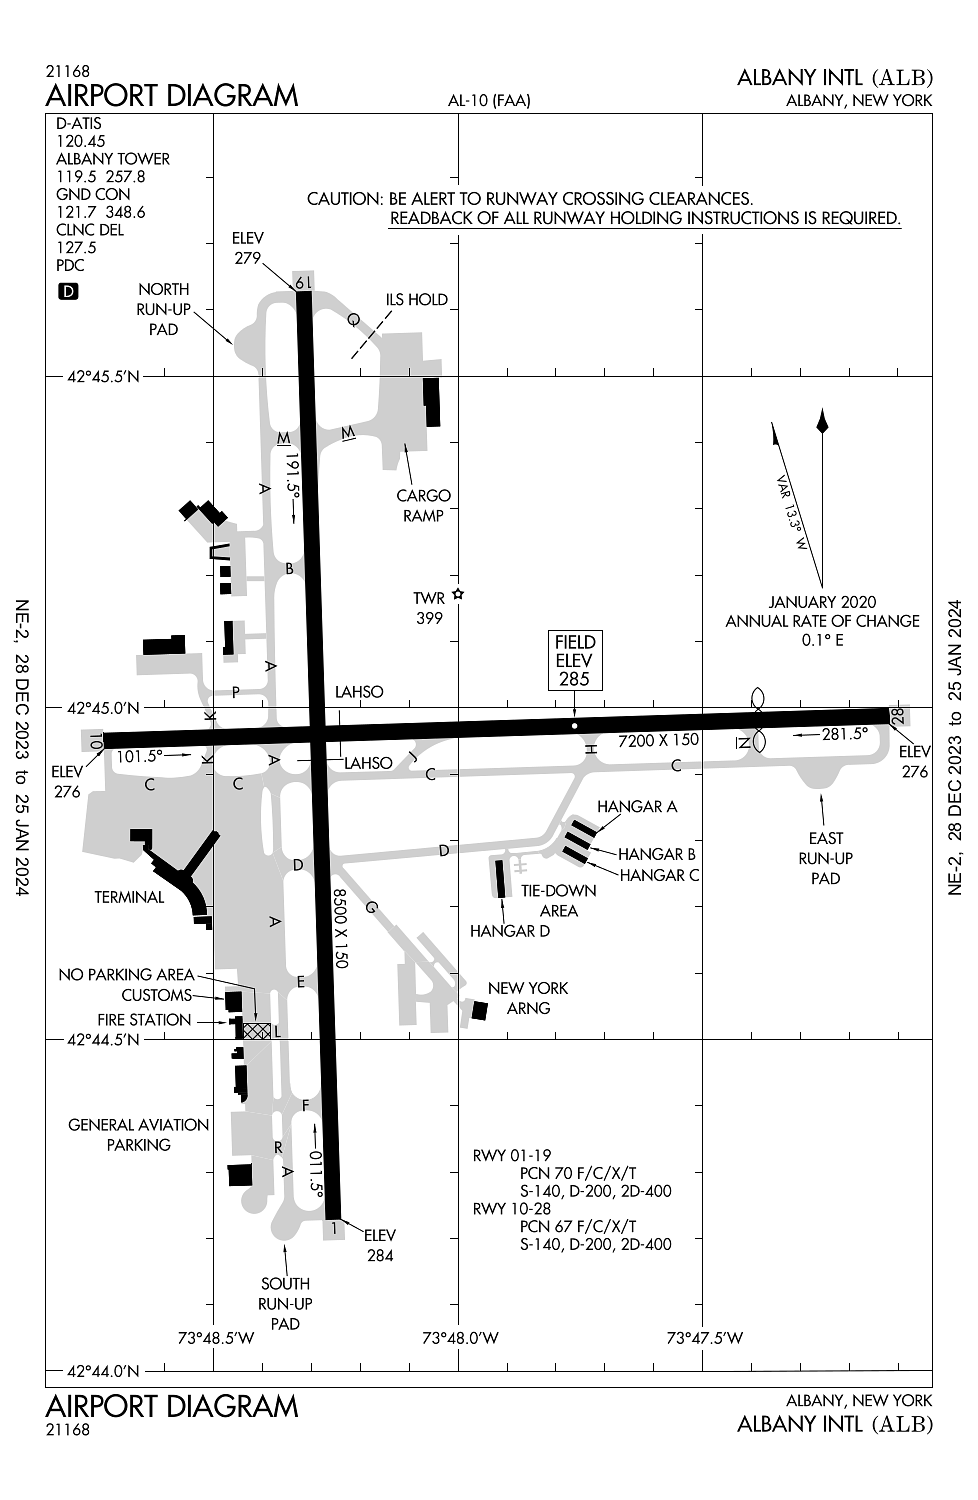 21168
AIRPORT DIAGRAM
AL-10 (FAA)
ALBANY INTL (ALB)
ALBANY, NEW YORK
D-ATIS
120.45
ALBANY TOWER
119.5 257.8
GND CON
121.7 348.6
CLNC DEL
127.5
PDC
D
CAUTION: BE ALERT TO RUNWAY CROSSING CLEARANCES.
READBACK OF ALL RUNWAY HOLDING INSTRUCTIONS IS REQUIRED.
ELEV
279
19
NORTH
RUN-UP
PAD
ILS HOLD
Q
42°45.5'N
M
M
191.5°
A
CARGO
RAMP
VAR 13.3° W
B
TWR
399
JANUARY 2020
ANNUAL RATE OF CHANGE
0.1° E
FIELD
ELEV
285
A
P
LAHSO
42°45.0'N
K
10
101.5°
K
A
LAHSO
J
H
7200 X 150
N
281.5°
28
ELEV
276
ELEV
276
C
C
C
C
HANGAR A
HANGAR B
HANGAR C
EAST
RUN-UP
PAD
D
D
TERMINAL
TIE-DOWN
AREA
HANGAR D
A
8500 X 150
G
NO PARKING AREA
CUSTOMS
FIRE STATION
E
NEW YORK
ARNG
L
42°44.5'N
F
GENERAL AVIATION
PARKING
R
A
011.5°
1
RWY 01-19
PCN 70 F/C/X/T
S-140, D-200, 2D-400
RWY 10-28
PCN 67 F/C/X/T
S-140, D-200, 2D-400
ELEV
284
SOUTH
RUN-UP
PAD
73°48.5'W
73°48.0'W
73°47.5'W
42°44.0'N
AIRPORT DIAGRAM
21168
ALBANY, NEW YORK
ALBANY INTL (ALB)
NE-2, 28 DEC 2023 to 25 JAN 2024
NE-2, 28 DEC 2023 to 25 JAN 2024